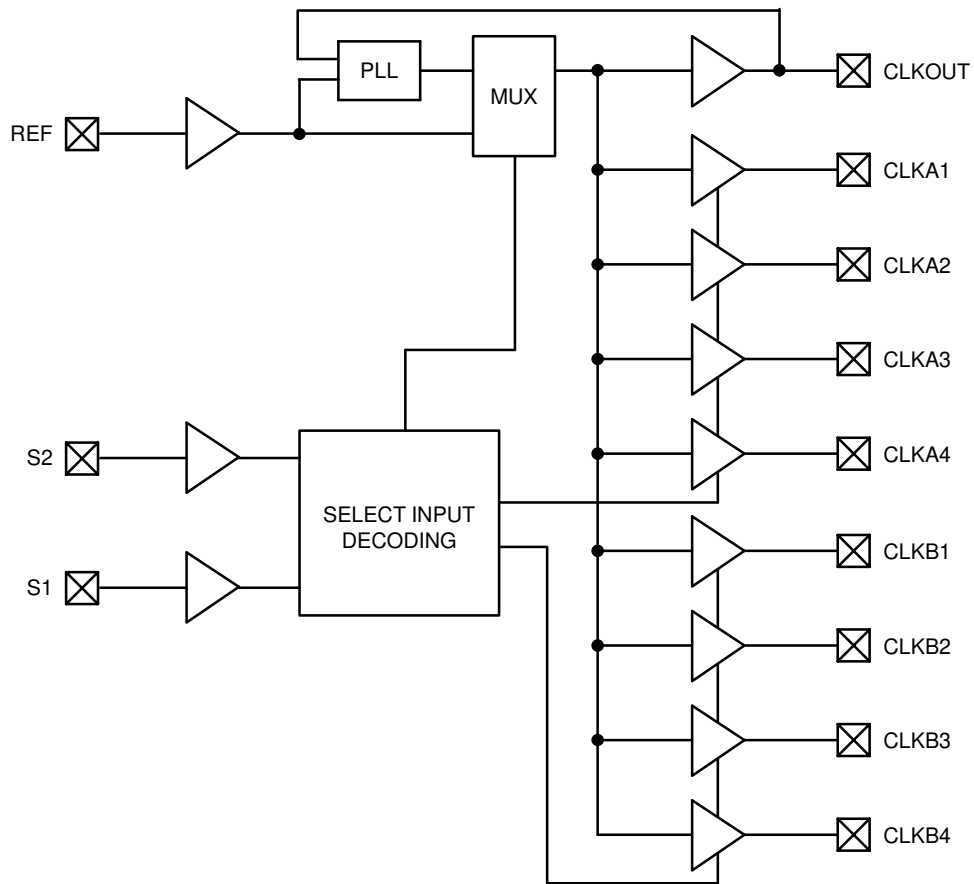 PLL
MUX
CLKOUT
REF
CLKA1
CLKA2
CLKA3
S2
CLKA4
SELECT INPUT
DECODING
CLKB1
S1
CLKB2
CLKB3
CLKB4